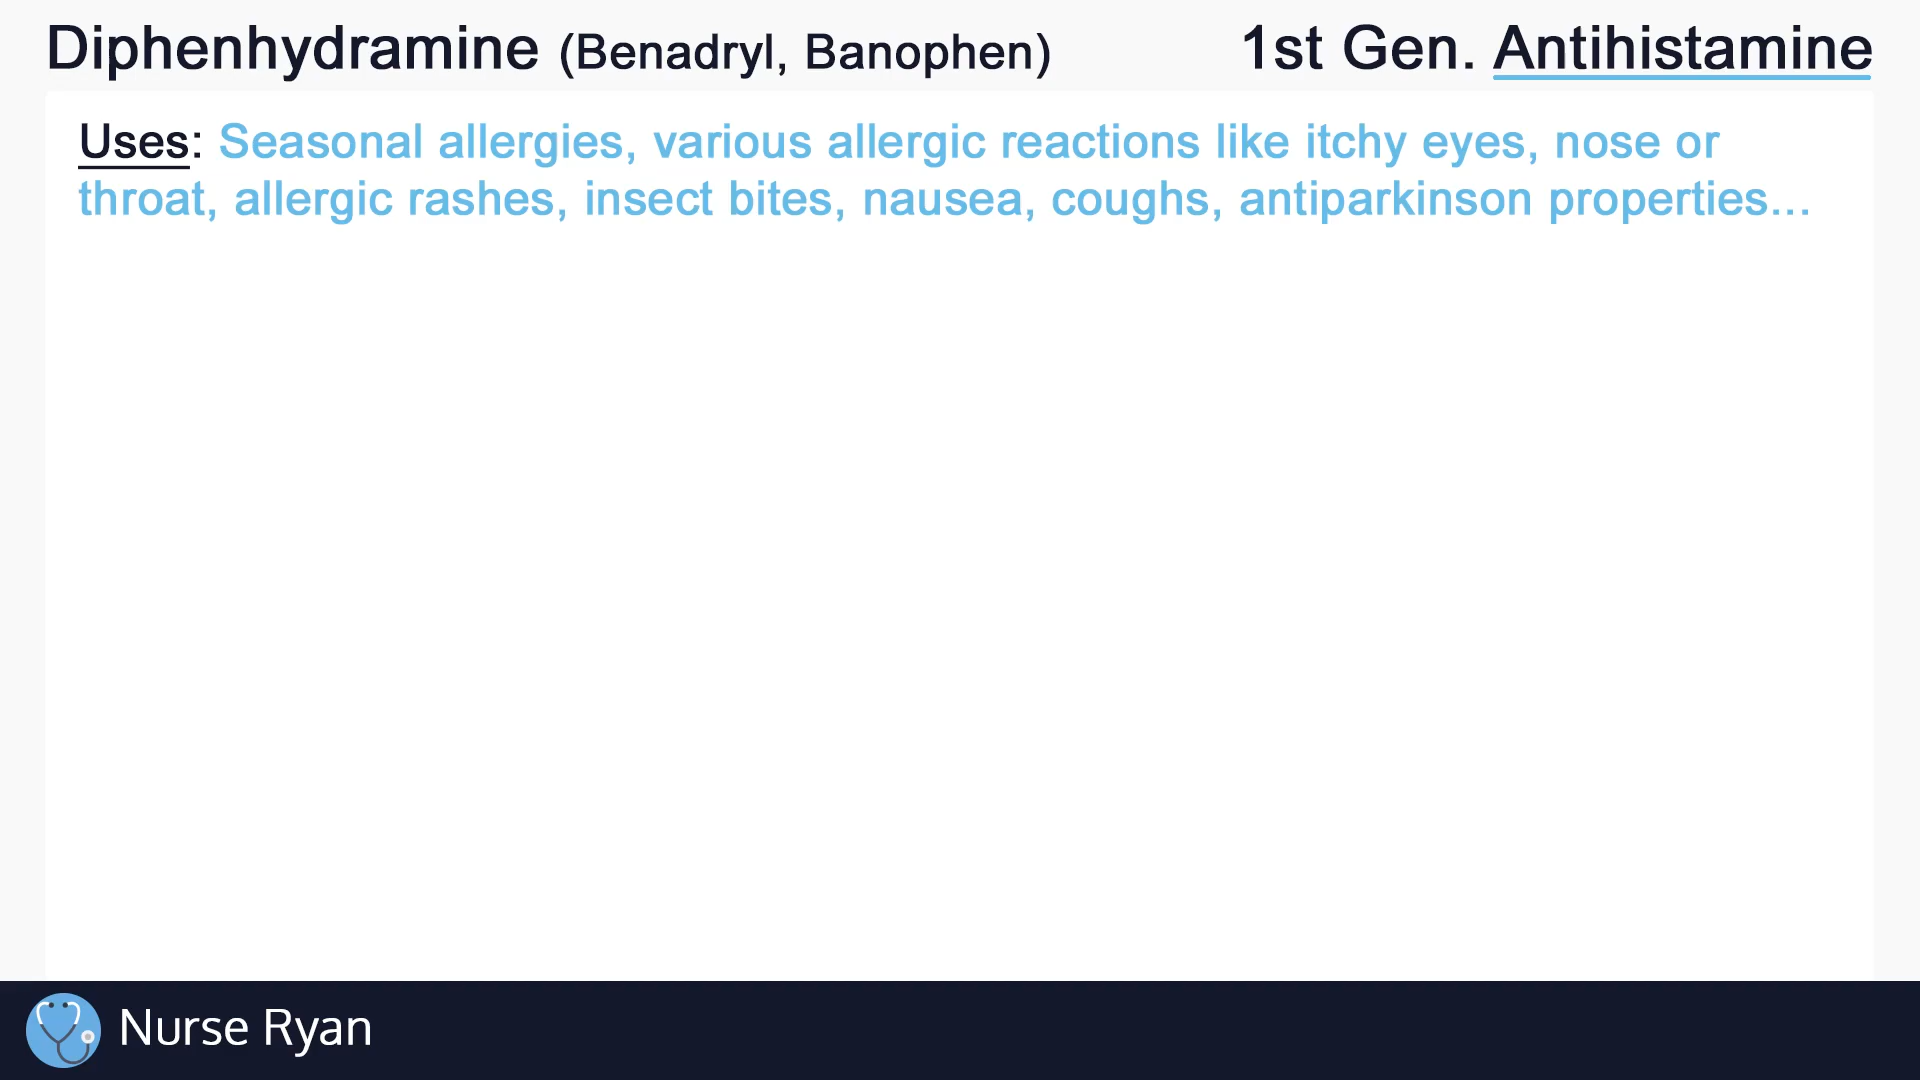 Diphenhydramine (Benadryl, Banophen) 1st Gen. Antihistamine
Uses: Seasonal allergies, various allergic reactions like itchy eyes, nose or
throat, allergic rashes, insect bites, nausea, coughs, antiparkinson properties...
Nurse Ryan